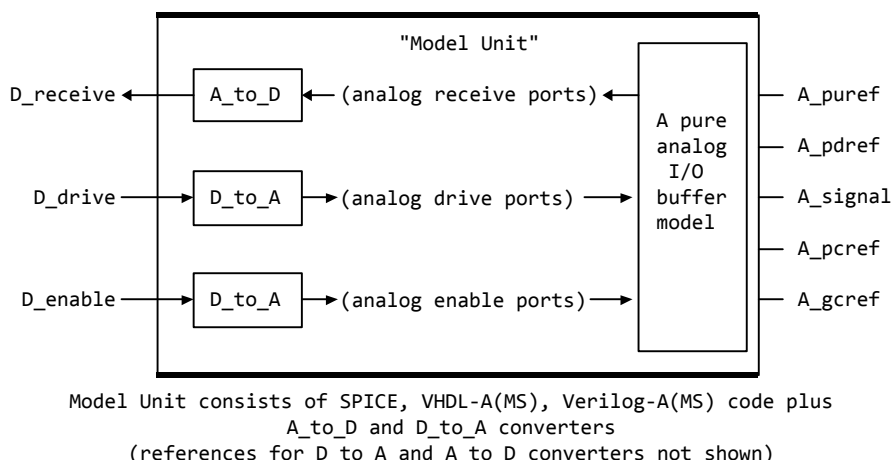 "Model Unit"
D_receive A_to_D (analog receive ports) A_puref
A pure
analog
I/O
buffer
model
A_pdref
D_drive D_to_A (analog drive ports) A_signal
A_pcref
D_enable D_to_A (analog enable ports) A_gcref
Model Unit consists of SPICE, VHDL-A(MS), Verilog-A(MS) code plus
A_to_D and D_to_A converters
(references for D_to_A and A_to_D converters not shown)